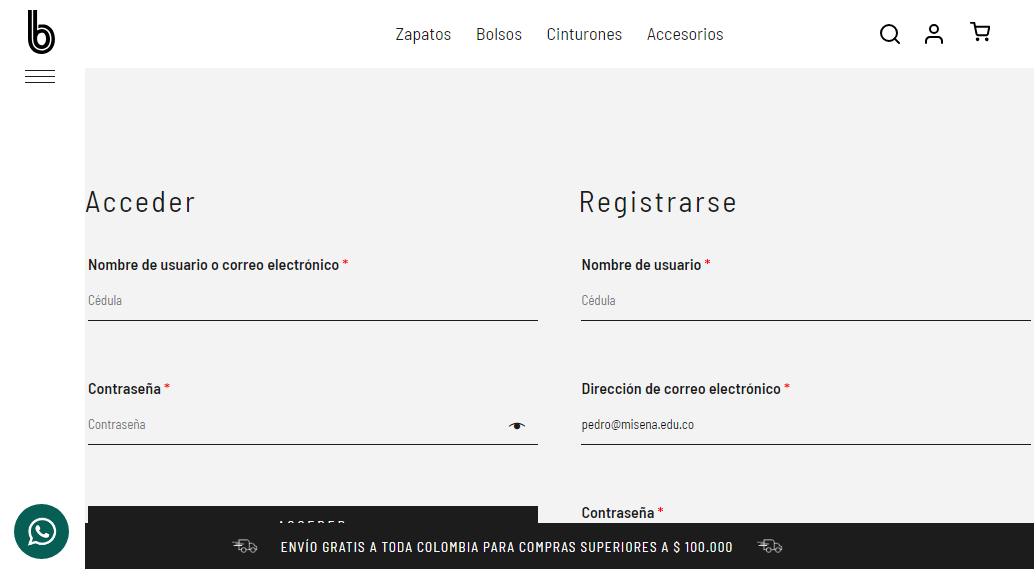 b
Zapatos Bolsos Cinturones Accesorios
Acceder
Nombre de usuario o correo electrónico *
Cédula
Contraseña *
Contraseña
ACCEDER
Registrarse
Nombre de usuario *
Cédula
Dirección de correo electrónico *
pedro@misena.edu.co
Contraseña *
ENVÍO GRATIS A TODA COLOMBIA PARA COMPRAS SUPERIORES A $ 100.000